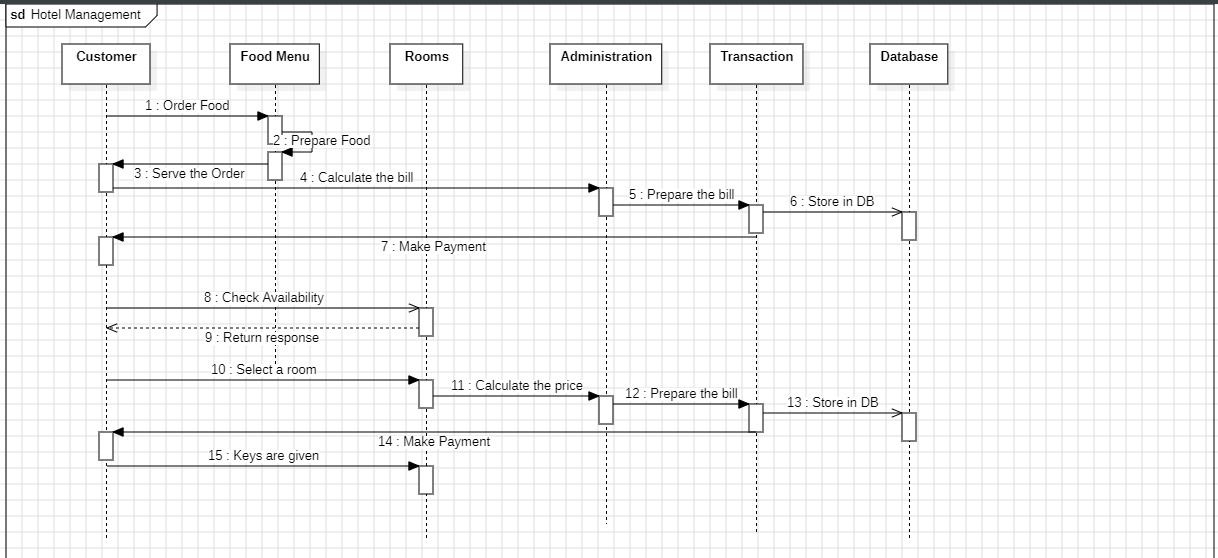 sd Hotel Management
Customer
Food Menu
Rooms
Administration
Transaction
Database
1 : Order Food
2 : Prepare Food
3 : Serve the Order
4 : Calculate the bill
5 : Prepare the bill
6 : Store in DB
7 : Make Payment
8 : Check Availability
9 : Return response
10 : Select a room
11 : Calculate the price
12 : Prepare the bill
13 : Store in DB
14 : Make Payment
15 : Keys are given